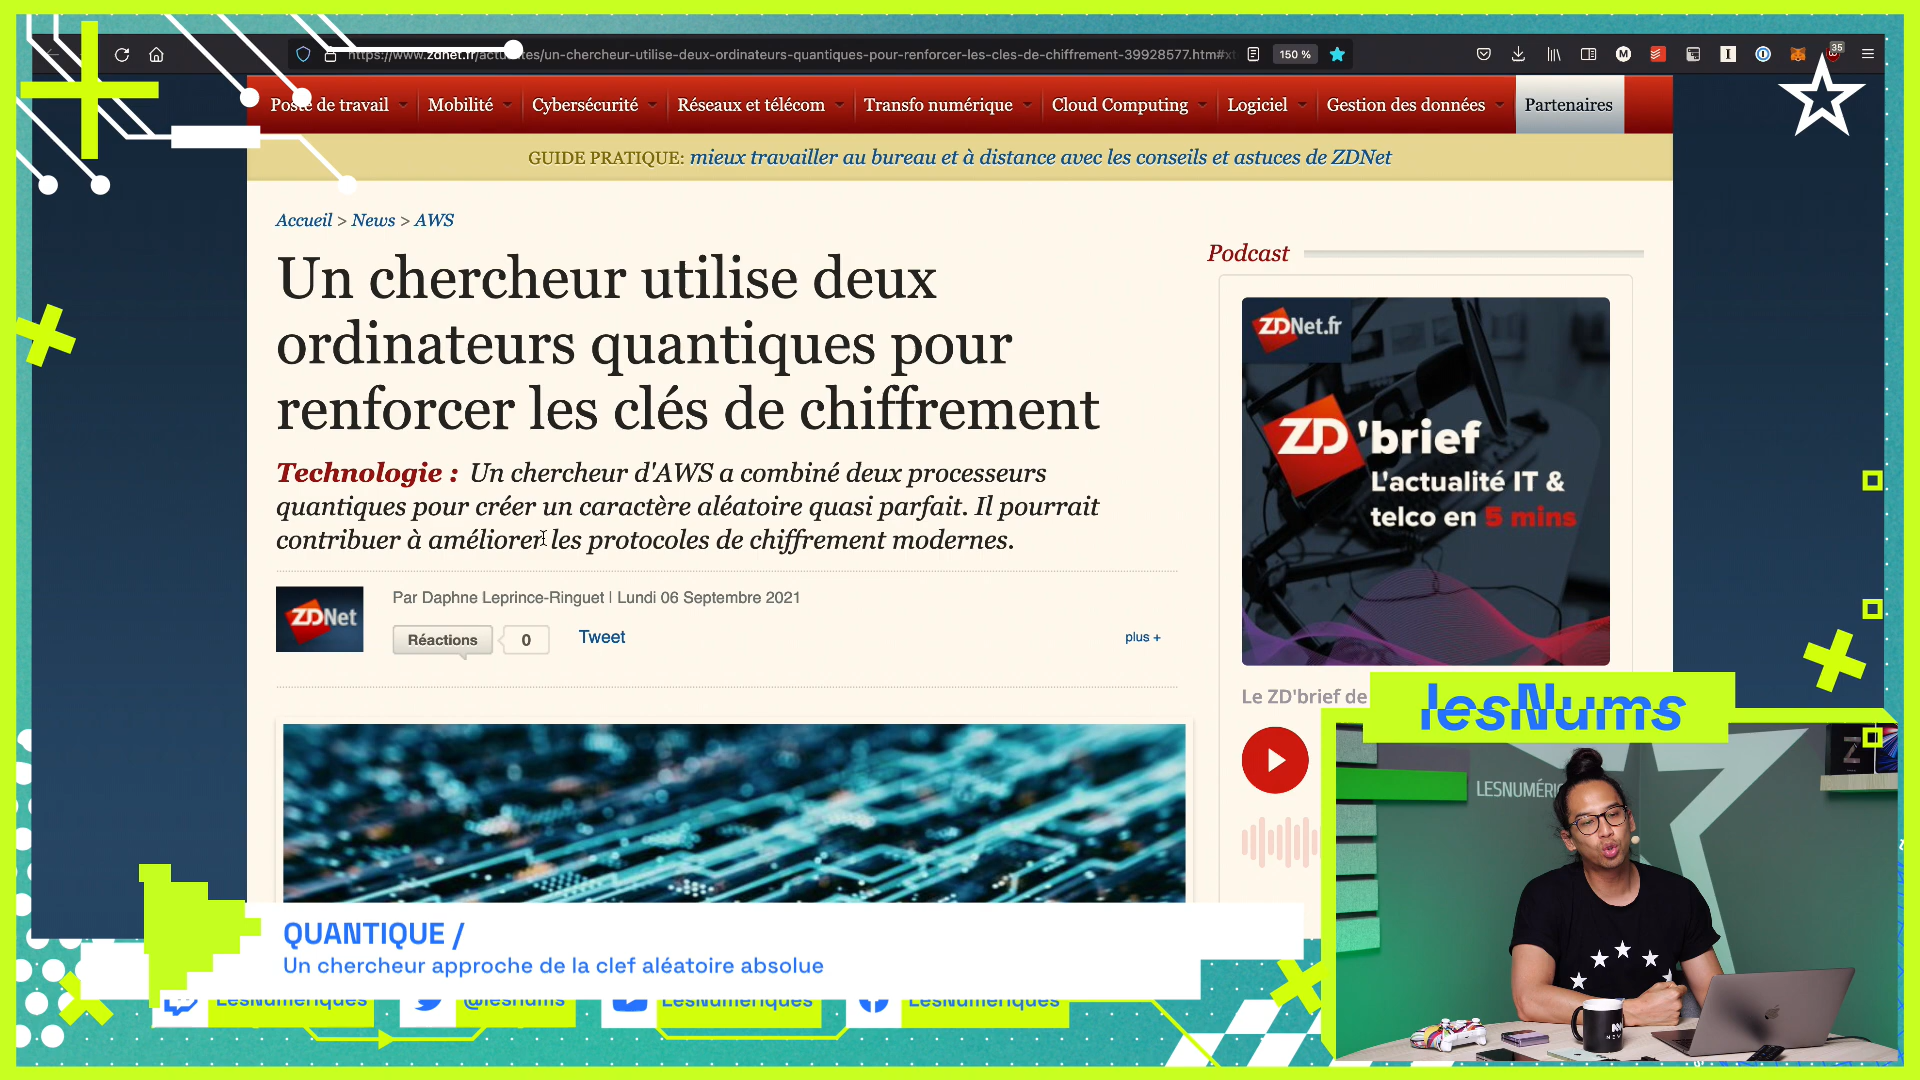 https://www.zdnet.fr/actualites/un-chercheur-utilise-deux-ordinateurs-quantiques-pour-renforcer-les-cles-de-chiffrement-39928577.htm#xt
150 %
35
Poste de travail
Mobilité
Cybersécurité
Réseaux et télécom
Transfo numérique
Cloud Computing
Logiciel
Gestion des données
Partenaires
GUIDE PRATIQUE: mieux travailler au bureau et à distance avec les conseils et astuces de ZDNet
Accueil > News > AWS
Un chercheur utilise deux
ordinateurs quantiques pour
renforcer les clés de chiffrement
Technologie : Un chercheur d'AWS a combiné deux processeurs
quantiques pour créer un caractère aléatoire quasi parfait. Il pourrait
contribuer à améliorer les protocoles de chiffrement modernes.
ZDNet
Par Daphne Leprince-Ringuet | Lundi 06 Septembre 2021
Réactions
0
Tweet
plus +
Podcast
ZDNet.fr
ZD'brief
L'actualité IT &
telco en 5 mins
Le ZD'brief de
lesNums
LESNUMÉRI
QUANTIQUE /
Un chercheur approche de la clef aléatoire absolue
LesNumeriques
@lesnums
LesNumeriques
LesNumeriques